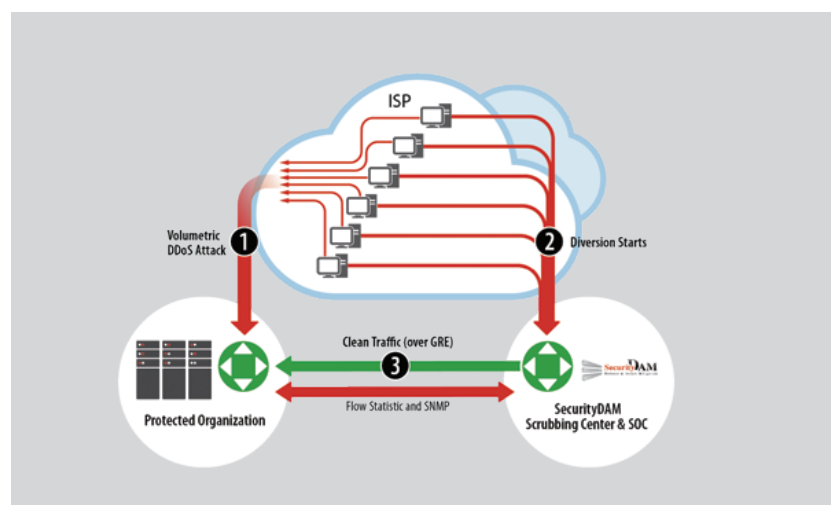 ISP
Volumetric
DDoS Attack
1
2
Diversion Starts
Clean Traffic (over GRE)
3
SecurityDAM
Flow Statistic and SNMP
Protected Organization
SecurityDAM
Scrubbing Center & SOC